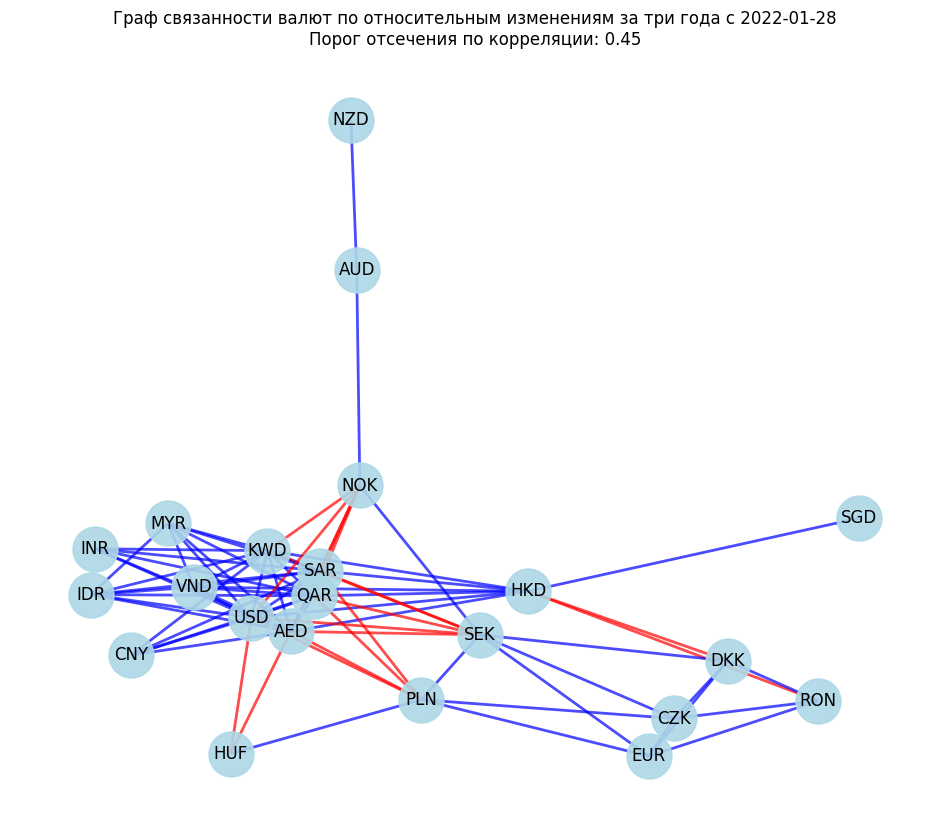 Граф связанности валют по относительным изменениям за три года с 2022-01-28
Порог отсечения по корреляции: 0.45
NZD
AUD
NOK
SGD
MYR
INR
KWD
SAR
VND
HKD
IDR
QAR
USD
AED
SEK
CNY
DKK
PLN
RON
CZK
HUF
EUR